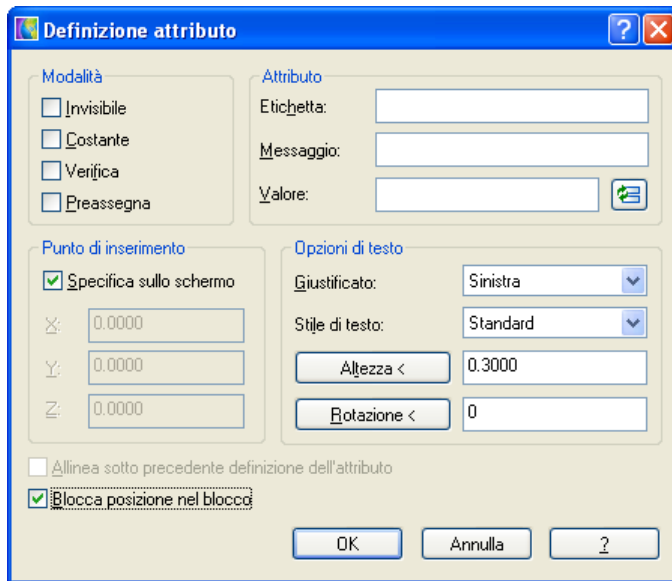 Definizione attributo
Modalità
Invisibile
Costante
Verifica
Preassegna
Attributo
Etichetta:
Messaggio:
Valore:
Punto di inserimento
Specifica sullo schermo
X: 0.0000
Y: 0.0000
Z: 0.0000
Opzioni di testo
Giustificato: Sinistra
Stile di testo: Standard
Altezza < 0.3000
Rotazione < 0
Allinea sotto precedente definizione dell'attributo
Blocca posizione nel blocco
OK Annulla ?